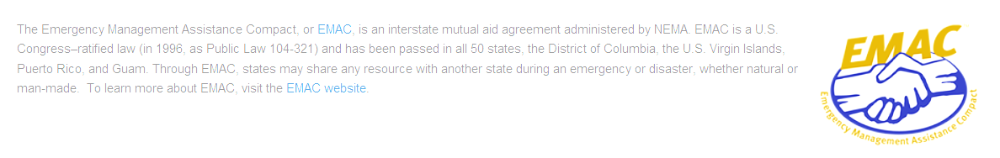 The Emergency Management Assistance Compact, or EMAC, is an interstate mutual aid agreement administered by NEMA. EMAC is a U.S.
Congress–ratified law (in 1996, as Public Law 104-321) and has been passed in all 50 states, the District of Columbia, the U.S. Virgin Islands,
Puerto Rico, and Guam. Through EMAC, states may share any resource with another state during an emergency or disaster, whether natural or
man-made.  To learn more about EMAC, visit the EMAC website.
EMAC
Emergency Management Assistance Compact